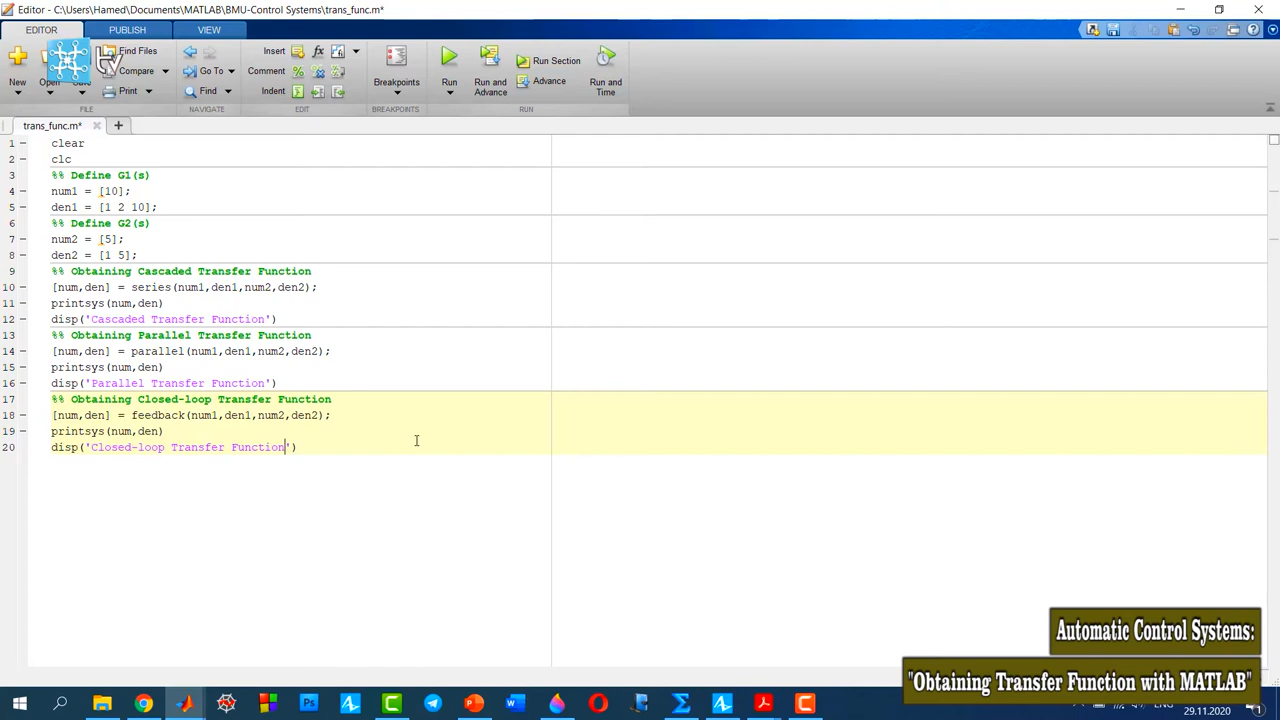 Editor - C:\Users\Hamed\Documents\MATLAB\BMU-Control Systems\trans_func.m*
EDITOR PUBLISH VIEW
New
Open
Save
Find Files
Compare
Print
FILE
Go To
Find
NAVIGATE
Insert
Comment
Indent
EDIT
Breakpoints
BREAKPOINTS
Run
Run and Advance
Run Section
Advance
Run and Time
RUN
tv
trans_func.m*
1 clear
2 clc
3 %% Define G1(s)
4 num1 = [10];
5 den1 = [1 2 10];
6 %% Define G2(s)
7 num2 = [5];
8 den2 = [1 5];
9 %% Obtaining Cascaded Transfer Function
10 [num,den] = series(num1,den1,num2,den2);
11 printsys(num,den)
12 disp('Cascaded Transfer Function')
13 %% Obtaining Parallel Transfer Function
14 [num,den] = parallel(num1,den1,num2,den2);
15 printsys(num,den)
16 disp('Parallel Transfer Function')
17 %% Obtaining Closed-loop Transfer Function
18 [num,den] = feedback(num1,den1,num2,den2);
19 printsys(num,den)
20 disp('Closed-loop Transfer Function')
Automatic Control Systems:
"Obtaining Transfer Function with MATLAB"
ENG
29.11.2020